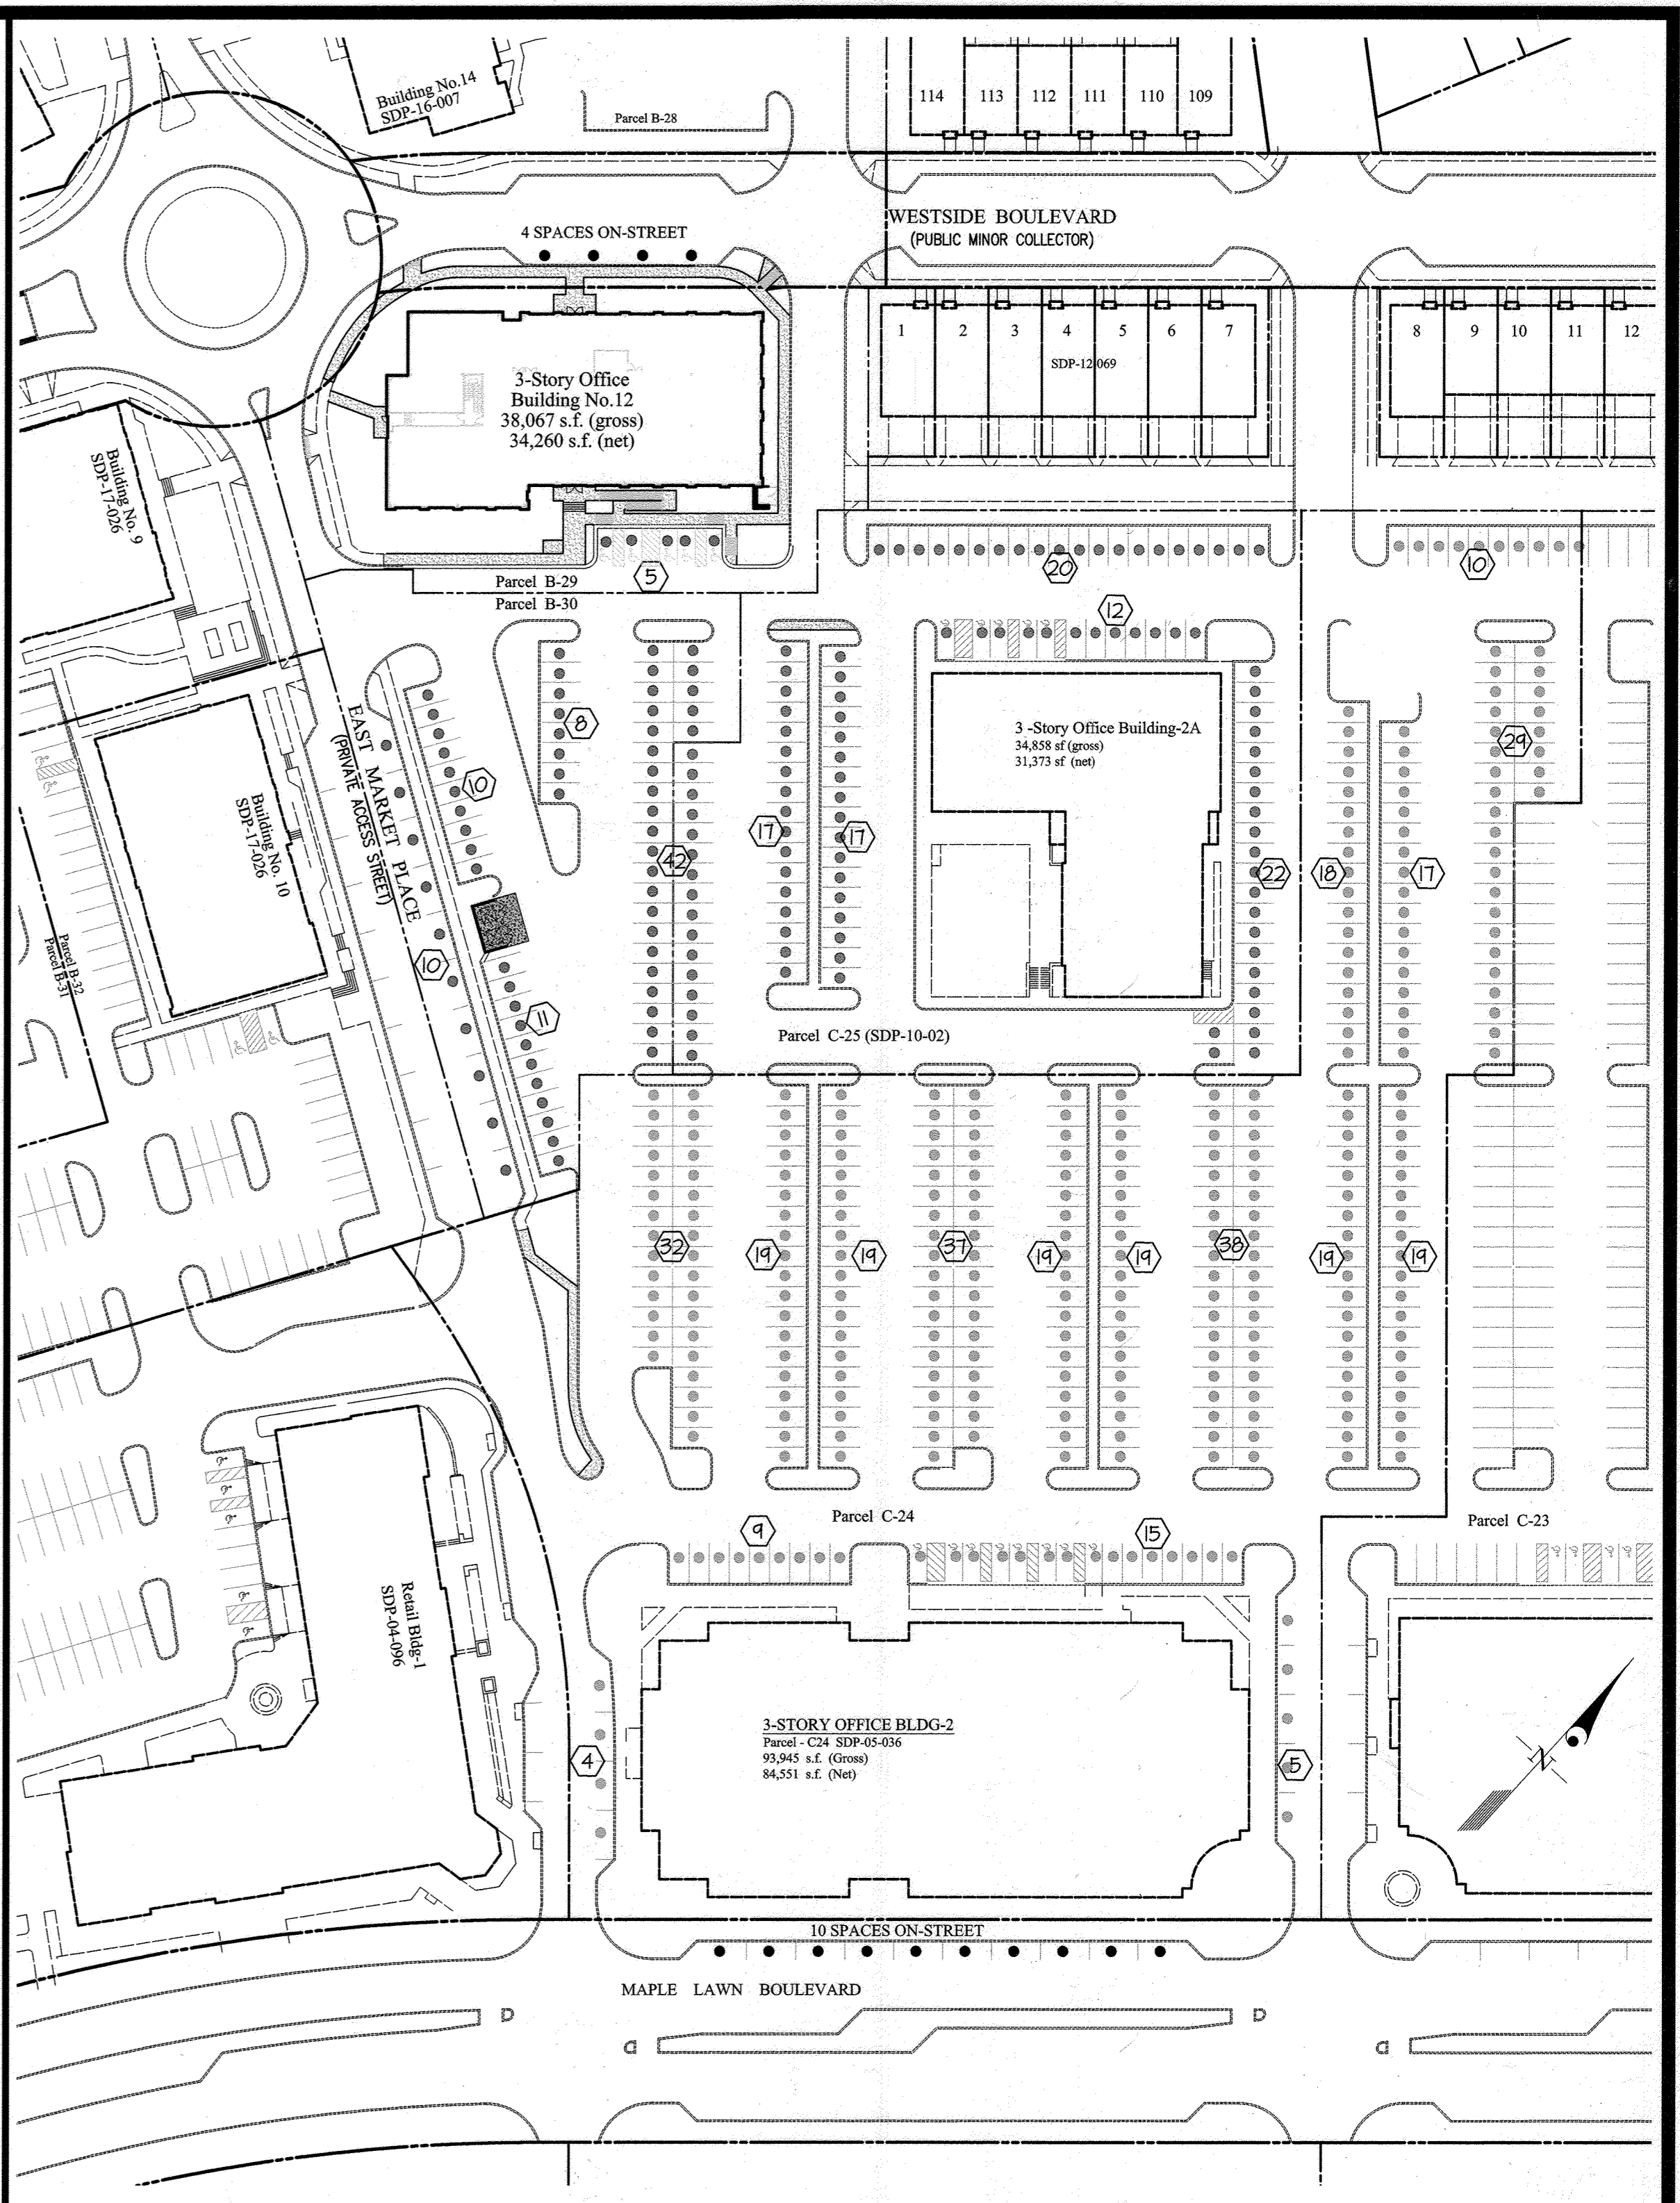 Building No.14
SDP-16-007
Parcel B-28
114 113 112 111 110 109
WESTSIDE BOULEVARD
(PUBLIC MINOR COLLECTOR)
4 SPACES ON-STREET
3-Story Office
Building No.12
38,067 s.f. (gross)
34,260 s.f. (net)
1 2 3 4 5 6 7
SDP-12 069
8 9 10 11 12
Building No. 9
SDP-17-026
5
20
10
Parcel B-29
Parcel B-30
12
8
10
42
17
17
3 -Story Office Building-2A
34,858 sf (gross)
31,373 sf (net)
22
18
17
29
EAST MARKET PLACE
(PRIVATE ACCESS STREET)
Building No. 10
SDP-17-026
10
11
Parcel B-32
Parcel B-31
Parcel C-25 (SDP-10-02)
32
19
19
37
19
19
38
19
19
Parcel C-24
Parcel C-23
9
15
Retail Bldg-1
SDP-04-096
3-STORY OFFICE BLDG-2
Parcel - C24 SDP-05-036
93,945 s.f. (Gross)
84,551 s.f. (Net)
4
5
N
10 SPACES ON-STREET
MAPLE LAWN BOULEVARD